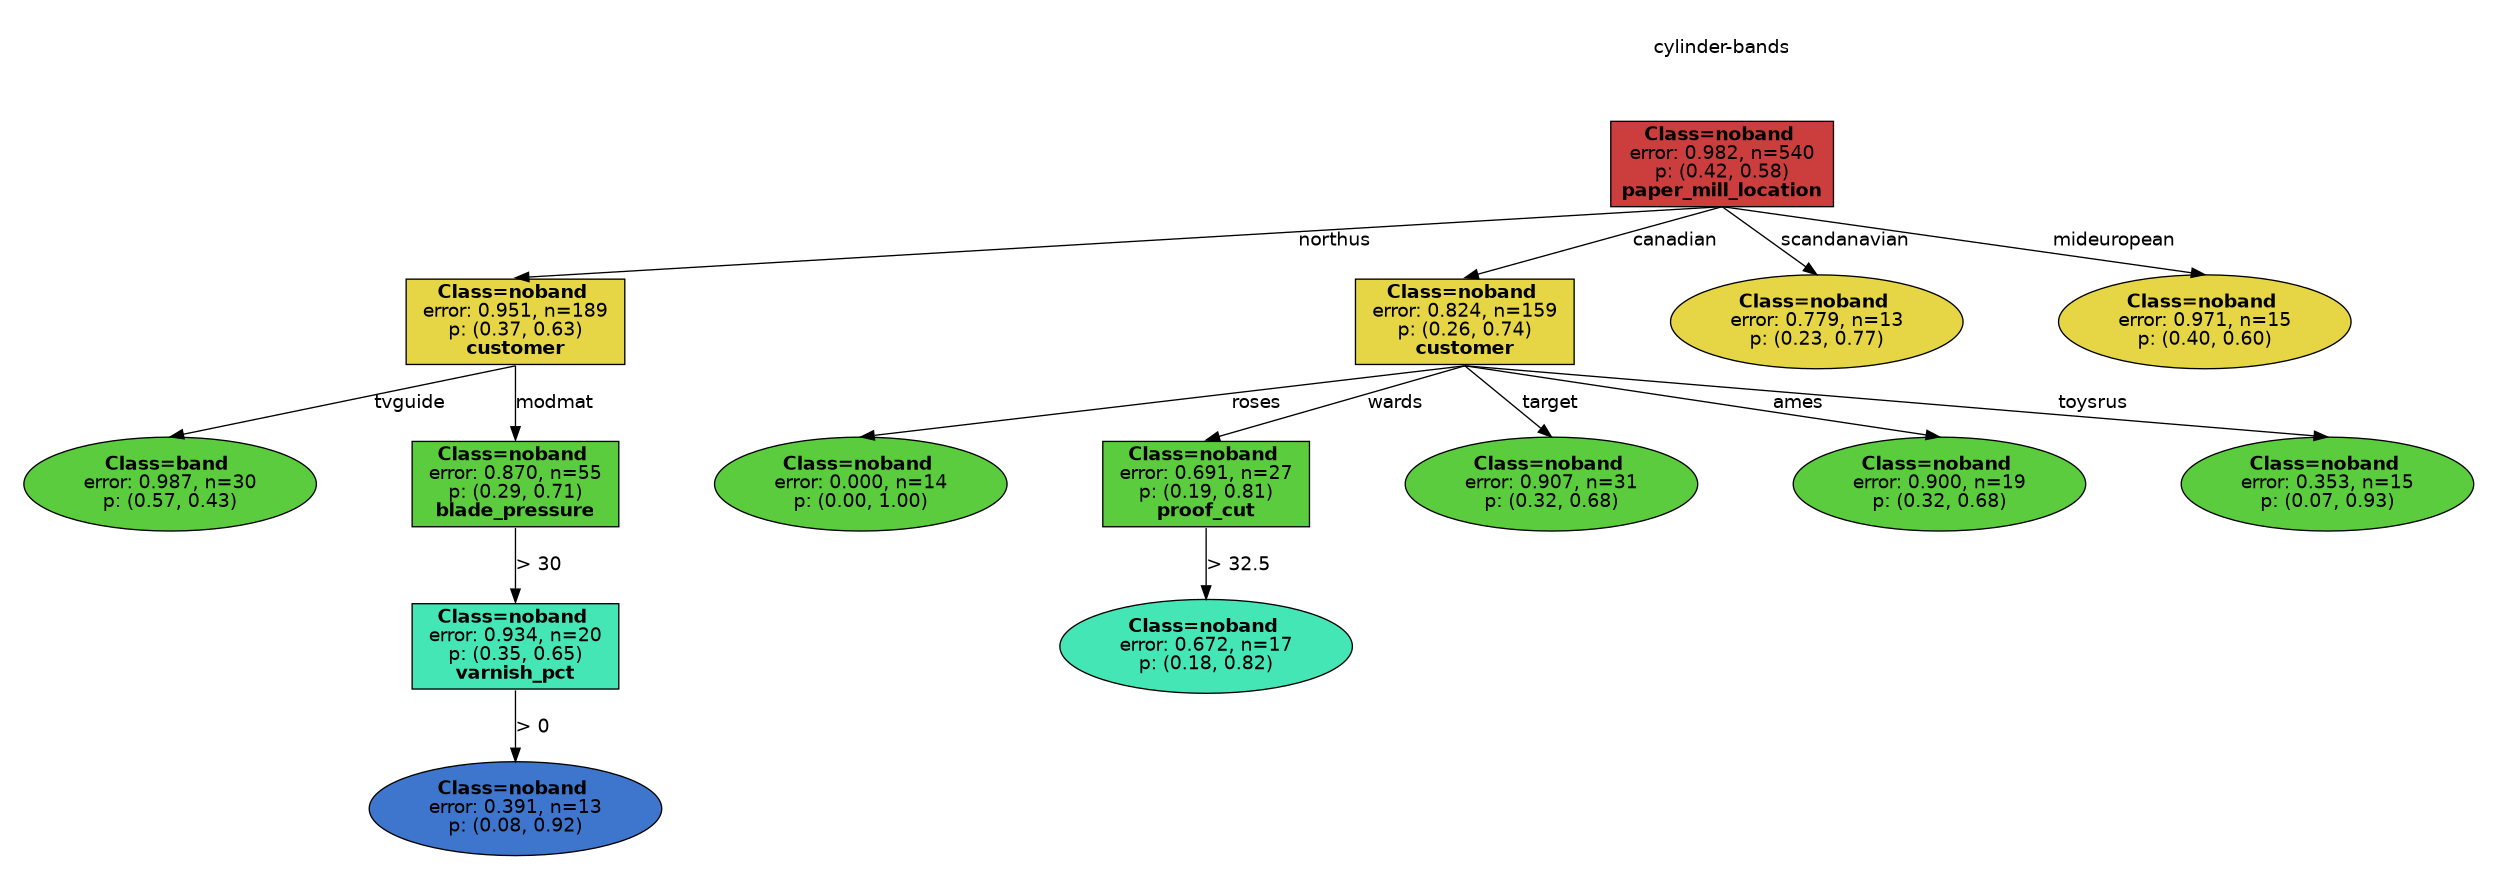 cylinder-bands
Class=noband
error: 0.982, n=540
p: (0.42, 0.58)
paper_mill_location
northus
canadian
scandanavian
mideuropean
Class=noband
error: 0.951, n=189
p: (0.37, 0.63)
customer
Class=noband
error: 0.824, n=159
p: (0.26, 0.74)
customer
Class=noband
error: 0.779, n=13
p: (0.23, 0.77)
Class=noband
error: 0.971, n=15
p: (0.40, 0.60)
tvguide
modmat
roses
wards
target
ames
toysrus
Class=band
error: 0.987, n=30
p: (0.57, 0.43)
Class=noband
error: 0.870, n=55
p: (0.29, 0.71)
blade_pressure
Class=noband
error: 0.000, n=14
p: (0.00, 1.00)
Class=noband
error: 0.691, n=27
p: (0.19, 0.81)
proof_cut
Class=noband
error: 0.907, n=31
p: (0.32, 0.68)
Class=noband
error: 0.900, n=19
p: (0.32, 0.68)
Class=noband
error: 0.353, n=15
p: (0.07, 0.93)
> 30
> 32.5
Class=noband
error: 0.934, n=20
p: (0.35, 0.65)
varnish_pct
Class=noband
error: 0.672, n=17
p: (0.18, 0.82)
> 0
Class=noband
error: 0.391, n=13
p: (0.08, 0.92)